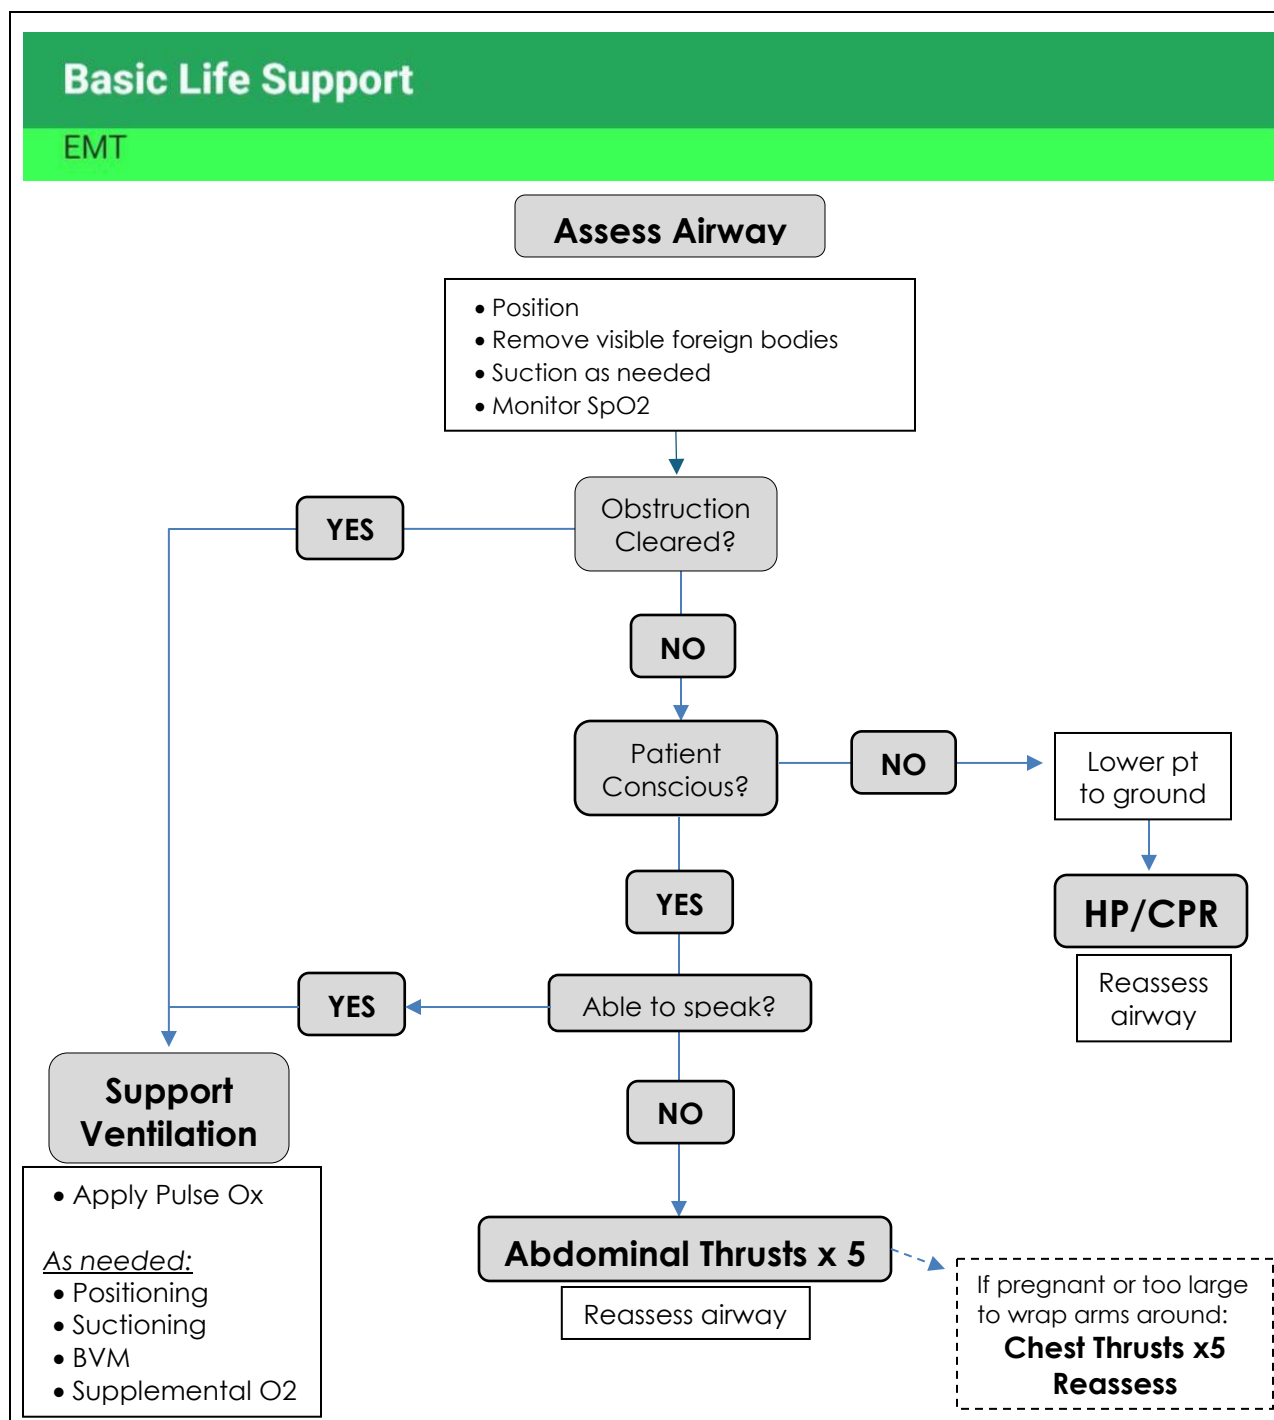 Basic Life Support
EMT
Assess Airway
• Position
• Remove visible foreign bodies
• Suction as needed
• Monitor SpO2
Obstruction
Cleared?
YES
NO
Patient
Conscious?
NO
Lower pt
to ground
YES
HP/CPR
Reassess
airway
Able to speak?
YES
NO
Support
Ventilation
• Apply Pulse Ox
As needed:
• Positioning
• Suctioning
• BVM
• Supplemental O2
Abdominal Thrusts x 5
Reassess airway
If pregnant or too large
to wrap arms around:
Chest Thrusts x5
Reassess